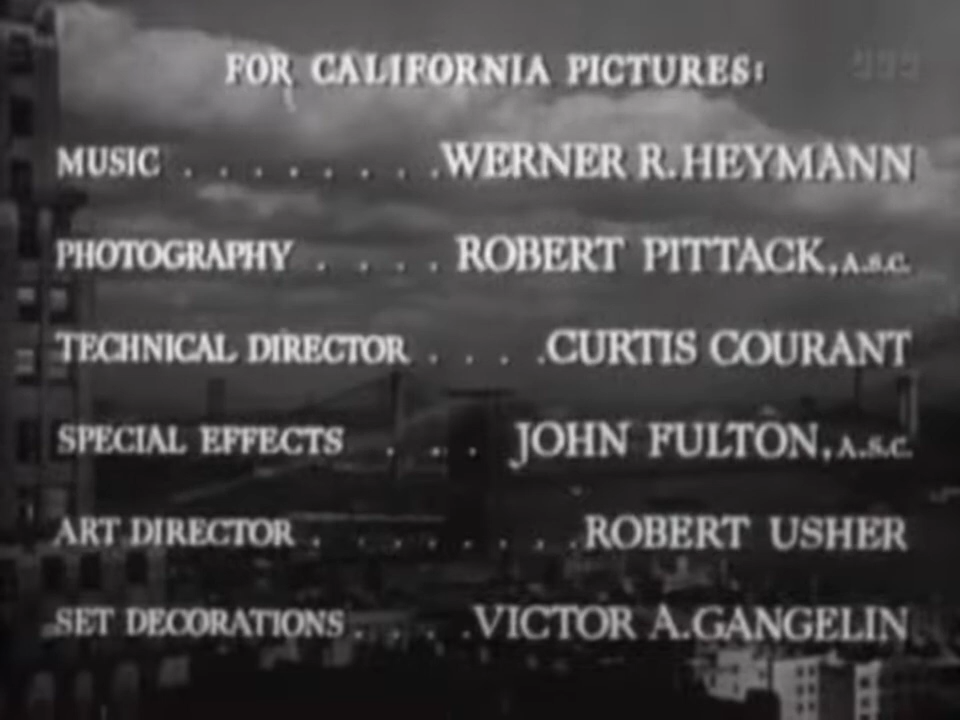 FOR CALIFORNIA PICTURES:
MUSIC . . . . . . . . .WERNER R.HEYMANN
PHOTOGRAPHY . . . . ROBERT PITTACK,A.S.C.
TECHNICAL DIRECTOR . . . .CURTIS COURANT
SPECIAL EFFECTS . . . JOHN FULTON,A.S.C.
ART DIRECTOR . . . . . . . .ROBERT USHER
SET DECORATIONS . . . .VICTOR A.GANGELIN